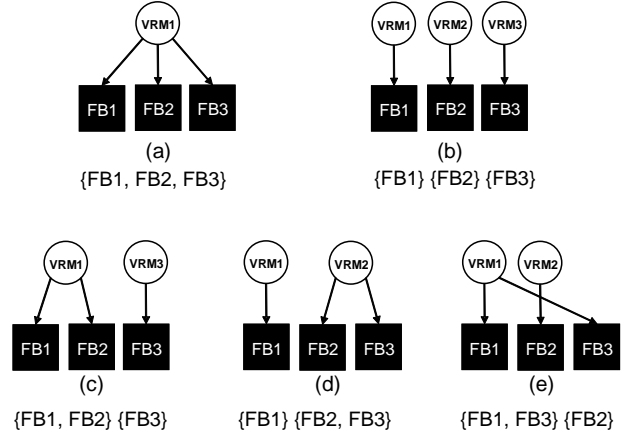 VRM1
VRM1 VRM2 VRM3
FB1 FB2 FB3
FB1 FB2 FB3
(a)
(b)
{FB1, FB2, FB3}
{FB1} {FB2} {FB3}
VRM1 VRM3
VRM1 VRM2
VRM1 VRM2
FB1 FB2 FB3
FB1 FB2 FB3
FB1 FB2 FB3
(c)
(d)
(e)
{FB1, FB2} {FB3}
{FB1} {FB2, FB3}
{FB1, FB3} {FB2}